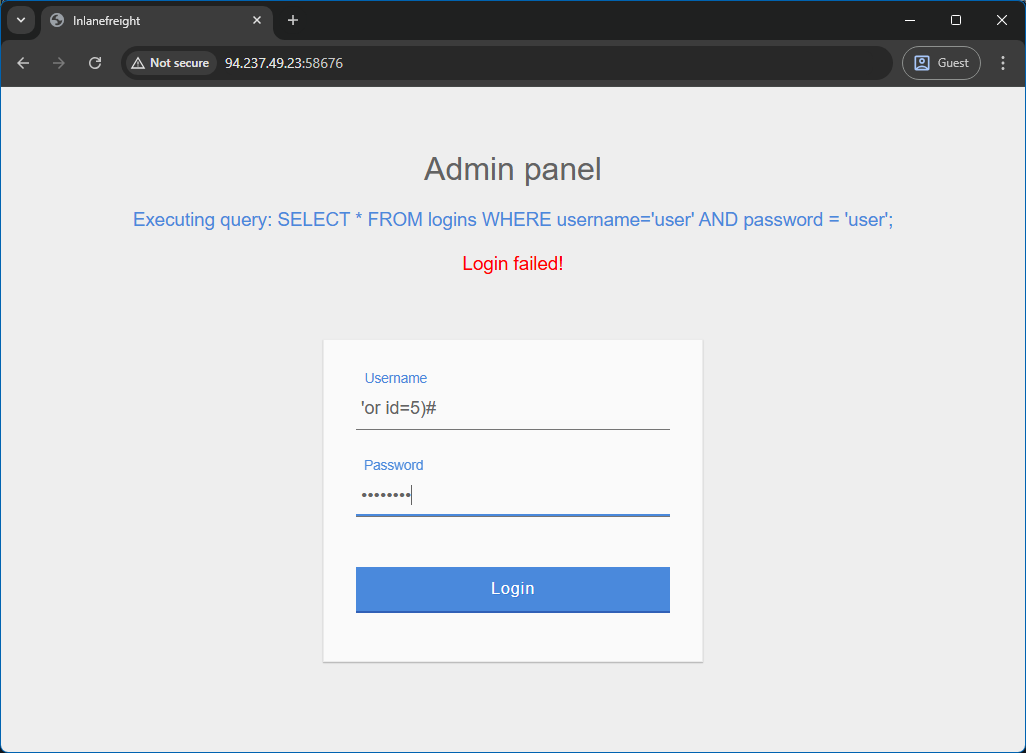 Inlanefreight
Not secure 94.237.49.23:58676 Guest
Admin panel
Executing query: SELECT * FROM logins WHERE username='user' AND password = 'user';
Login failed!
Username
'or id=5)#
Password
••••••••
Login